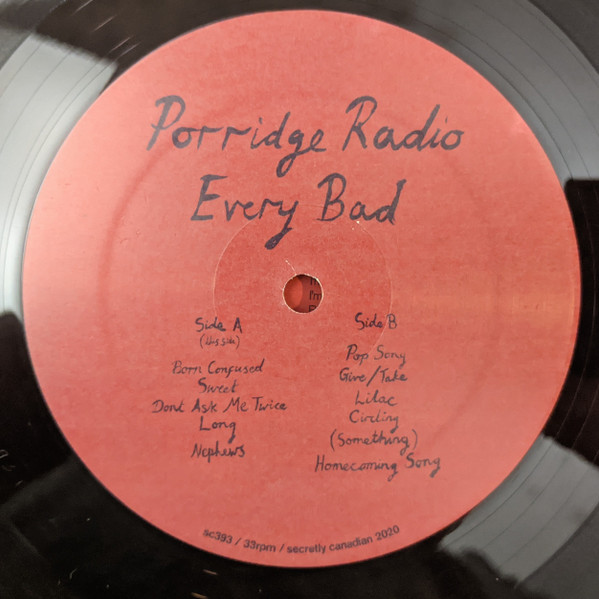 Porridge Radio
Every Bad
Side A
(this side)
Born Confused
Sweet
Dont Ask Me Twice
Long
Nephews
Side B
Pop Song
Give/Take
Lilac
Circling
(Something)
Homecoming Song
I'm
sc393 / 33rpm / secretly canadian 2020